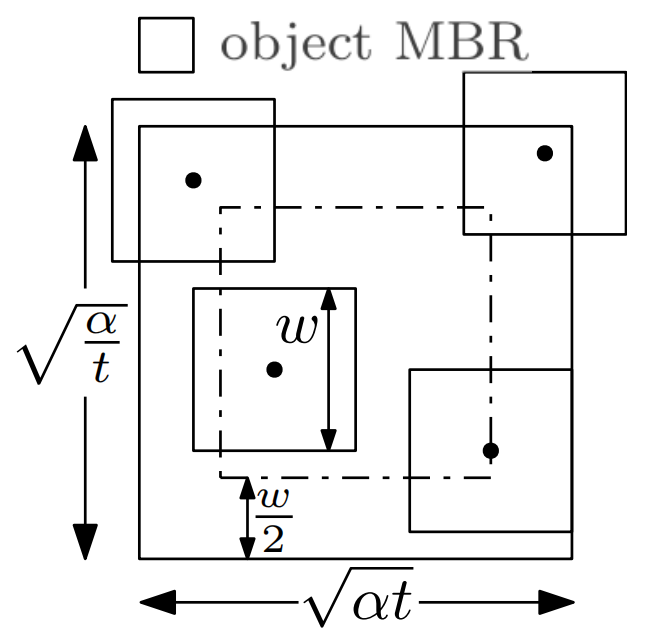 object MBR
w
√(α/t)
w/2
√(αt)